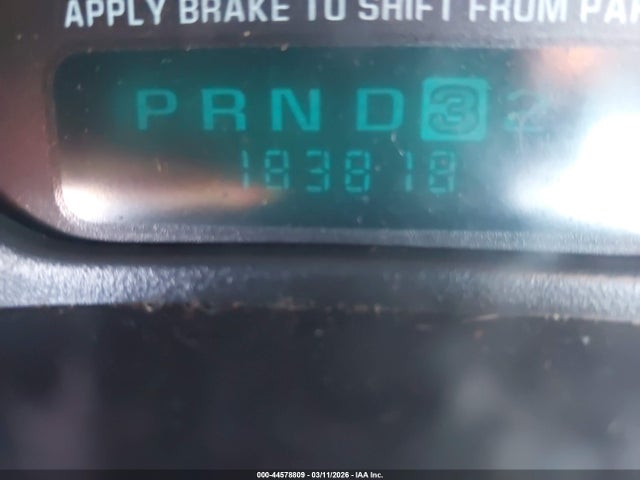 APPLY BRAKE TO SHIFT FROM PAR
P R N D 3 2
183818
000-44578809 - 03/11/2026 - IAA Inc.